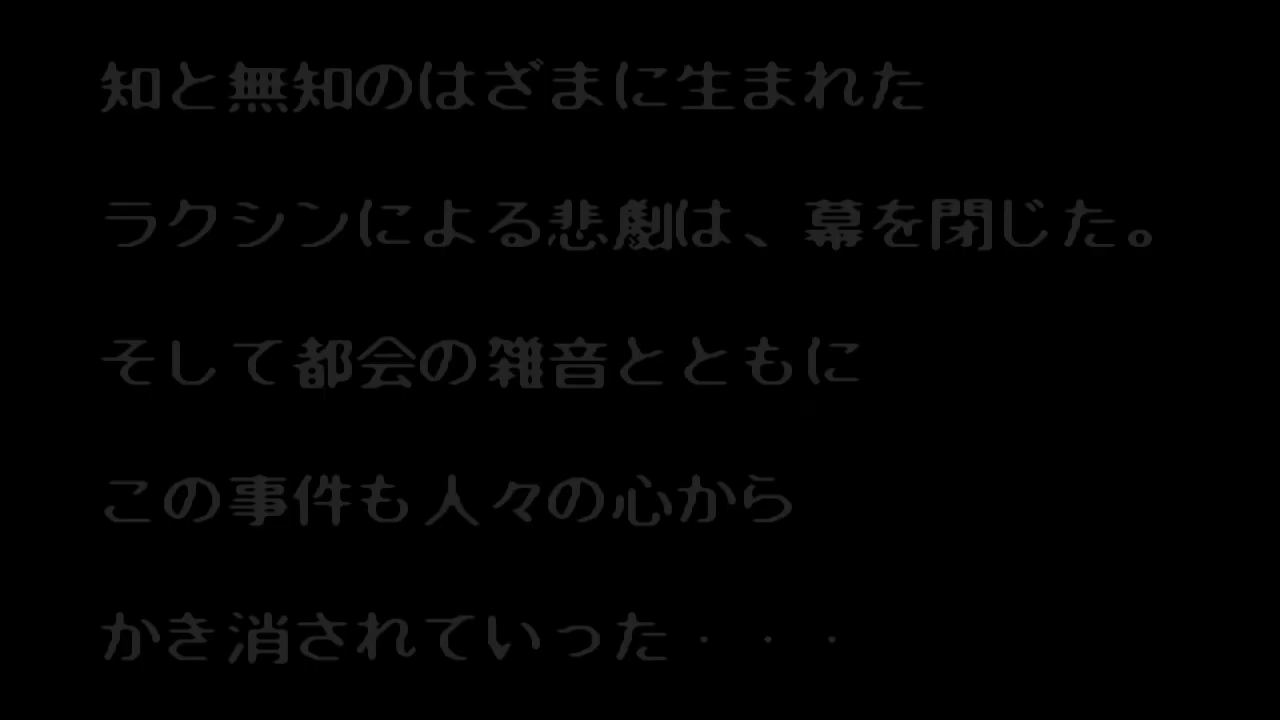 知と無知のはざまに生まれた
ラクシンによる悲劇は、幕を閉じた。
そして都会の雑音とともに
この事件も人々の心から
かき消されていった・・・